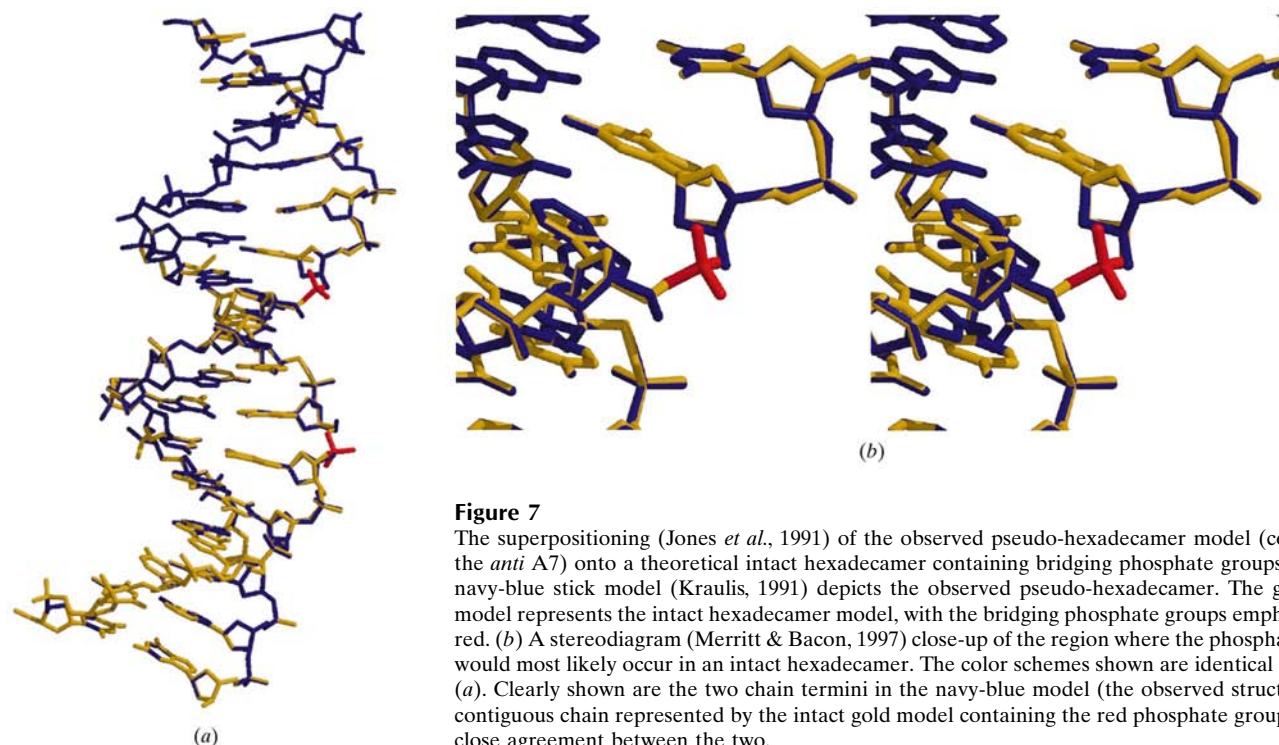 (a)
(b)
Figure 7
The superpositioning (Jones et al., 1991) of the observed pseudo-hexadecamer model (co
the anti A7) onto a theoretical intact hexadecamer containing bridging phosphate groups
navy-blue stick model (Kraulis, 1991) depicts the observed pseudo-hexadecamer. The g
model represents the intact hexadecamer model, with the bridging phosphate groups emph
red. (b) A stereodiagram (Merritt & Bacon, 1997) close-up of the region where the phospha
would most likely occur in an intact hexadecamer. The color schemes shown are identical
(a). Clearly shown are the two chain termini in the navy-blue model (the observed struct
contiguous chain represented by the intact gold model containing the red phosphate group
close agreement between the two.